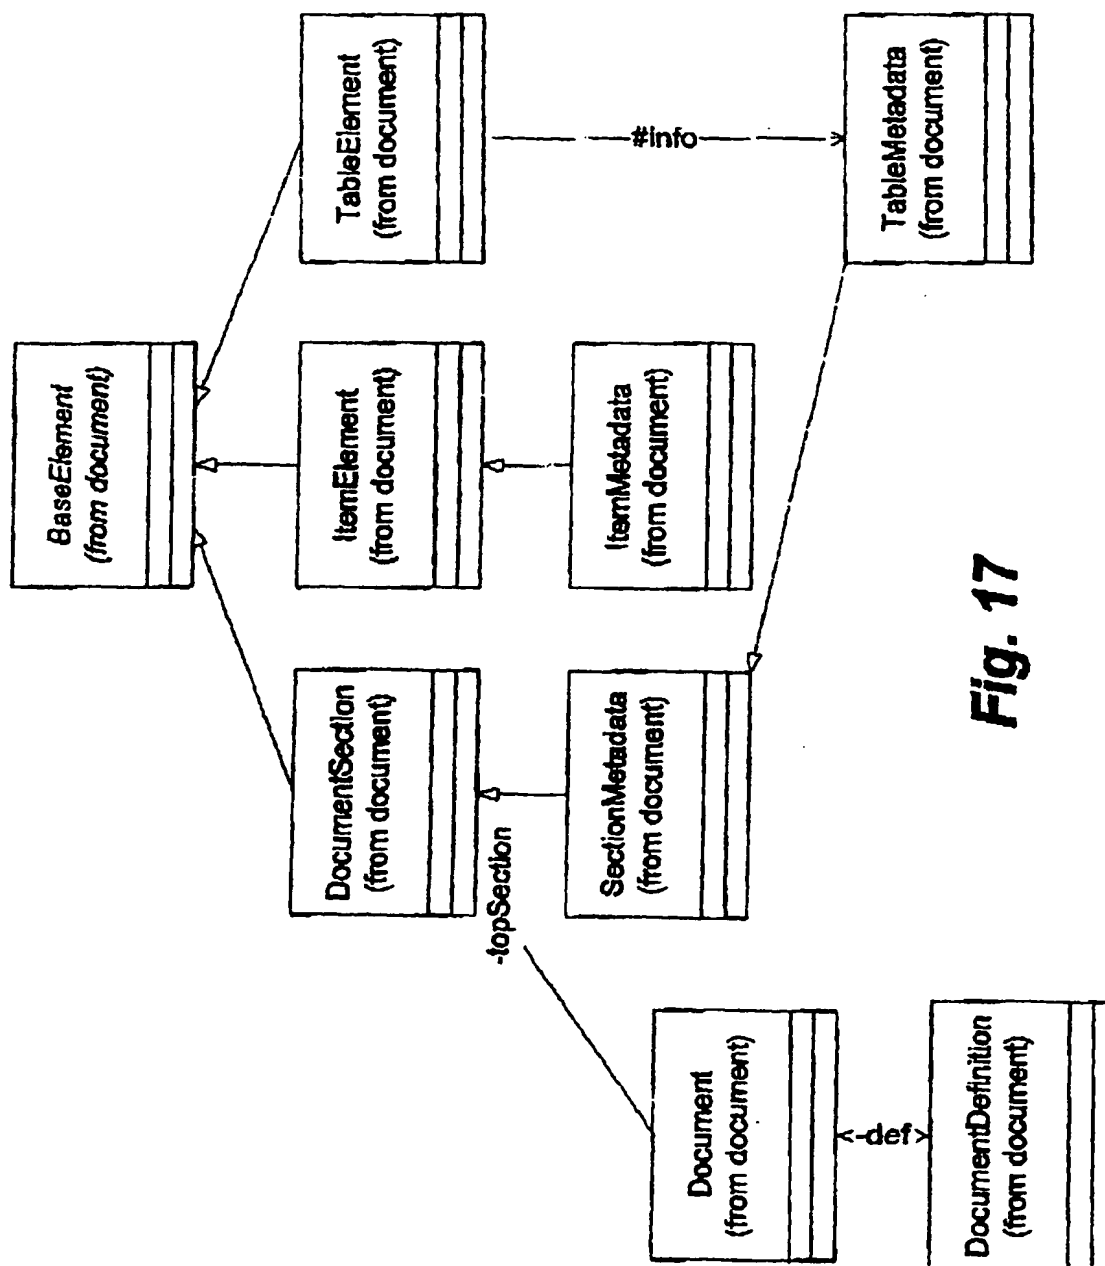 BaseElement
(from document)
DocumentSection
(from document)
ItemElement
(from document)
TableElement
(from document)
-topSection
#info
SectionMetadata
(from document)
ItemMetadata
(from document)
TableMetadata
(from document)
Document
(from document)
-def
DocumentDefinition
(from document)
Fig. 17